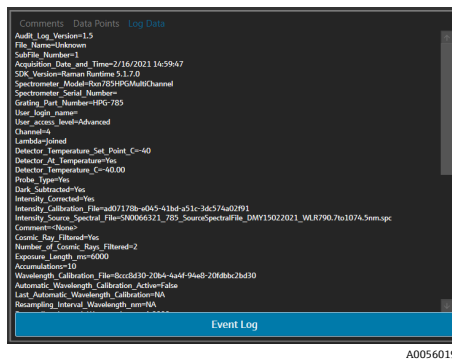 Comments Data Points Log Data
Audit_Log_Version=1.5
File_Name=Unknown
SubFile_Number=1
Acquisition_Date_and_Time=2/16/2021 14:59:47
SDK_Version=Raman Runtime 5.1.7.0
Spectrometer_Model=Rxn785HPGMultiChannel
Spectrometer_Serial_Number=
Grating_Part_Number=HPG-785
User_login_name=
User_access_level=Advanced
Channel=4
Lambda=Joined
Detector_Temperature_Set_Point_C=-40
Detector_At_Temperature=Yes
Detector_Temperature_C=-40.00
Probe_Type=Yes
Dark_Subtracted=Yes
Intensity_Corrected=Yes
Intensity_Calibration_File=ad07178b-e045-41bd-a51c-3dc574a02f91
Intensity_Source_Spectral_File=SN0066321_785_SourceSpectralFile_DMY15022021_WLR790.7to1074.5nm.spc
Comment=<None>
Cosmic_Ray_Filtered=Yes
Number_of_Cosmic_Rays_Filtered=2
Exposure_Length_ms=6000
Accumulations=10
Wavelength_Calibration_File=8ccc8d30-20b4-4a4f-94e8-20fdbbc2bd30
Automatic_Wavelength_Calibration_Active=False
Last_Automatic_Wavelength_Calibration=NA
Resampling_Interval_Wavelength_nm=NA
Event Log
A0056019